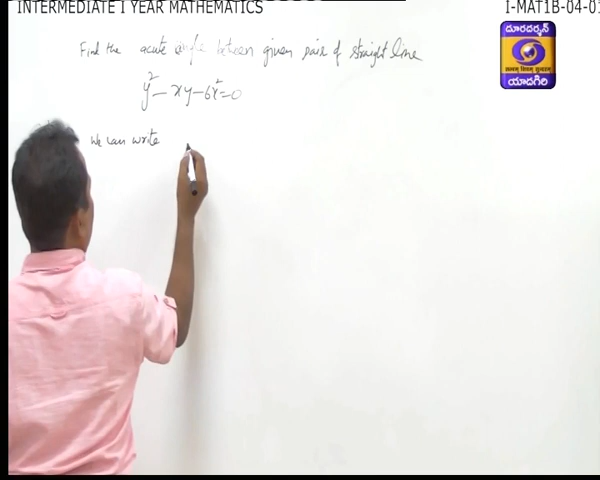 INTERMEDIATE I YEAR MATHEMATICS
I-MAT1B-04-01
దూరదర్శన్
యాదగిరి
Find the acute angle between given pair of straight line
y² - xy - 6x² = 0
We can write